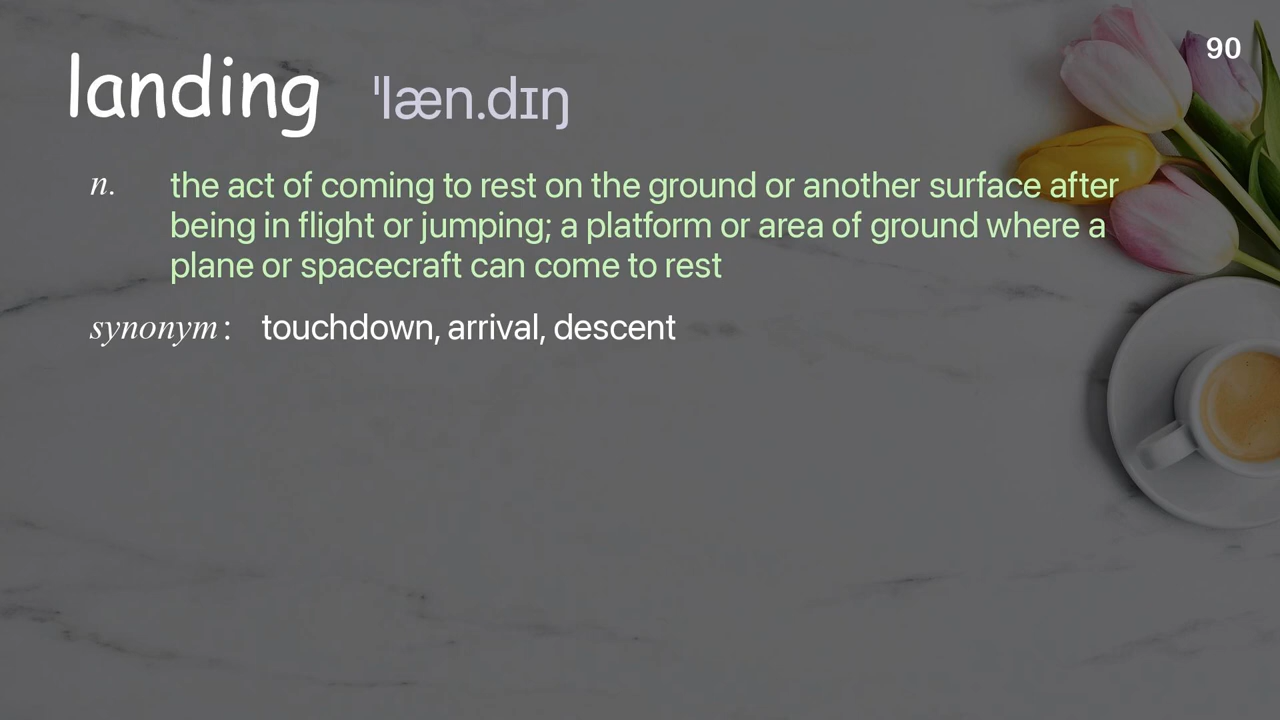 90
landing ˈlæn.dɪŋ
n. the act of coming to rest on the ground or another surface after
being in flight or jumping; a platform or area of ground where a
plane or spacecraft can come to rest
synonym: touchdown, arrival, descent